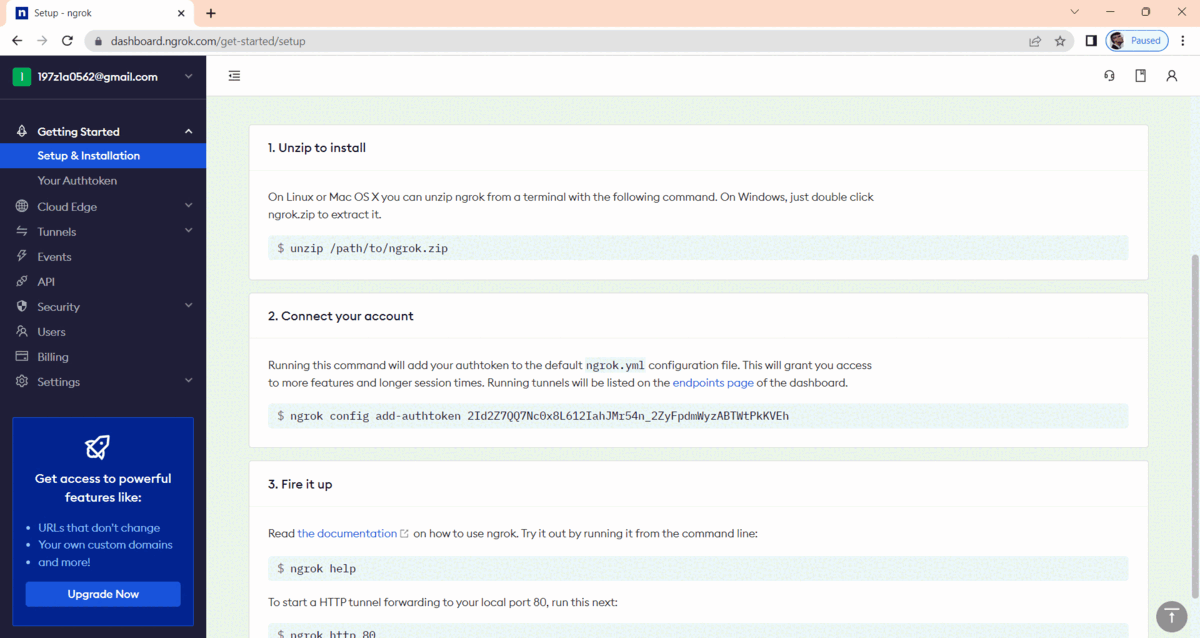 Setup - ngrok
dashboard.ngrok.com/get-started/setup
Paused
197z1a0562@gmail.com
Getting Started
Setup & Installation
Your Authtoken
Cloud Edge
Tunnels
Events
API
Security
Users
Billing
Settings
Get access to powerful
features like:
• URLs that don't change
• Your own custom domains
• and more!
Upgrade Now
1. Unzip to install
On Linux or Mac OS X you can unzip ngrok from a terminal with the following command. On Windows, just double click
ngrok.zip to extract it.
$ unzip /path/to/ngrok.zip
2. Connect your account
Running this command will add your authtoken to the default ngrok.yml configuration file. This will grant you access
to more features and longer session times. Running tunnels will be listed on the endpoints page of the dashboard.
$ ngrok config add-authtoken 2Id2Z7QQ7Nc0x8L612IahJMr54n_2ZyFpdmWyzABTWtPkKVEh
3. Fire it up
Read the documentation on how to use ngrok. Try it out by running it from the command line:
$ ngrok help
To start a HTTP tunnel forwarding to your local port 80, run this next:
$ ngrok http 80